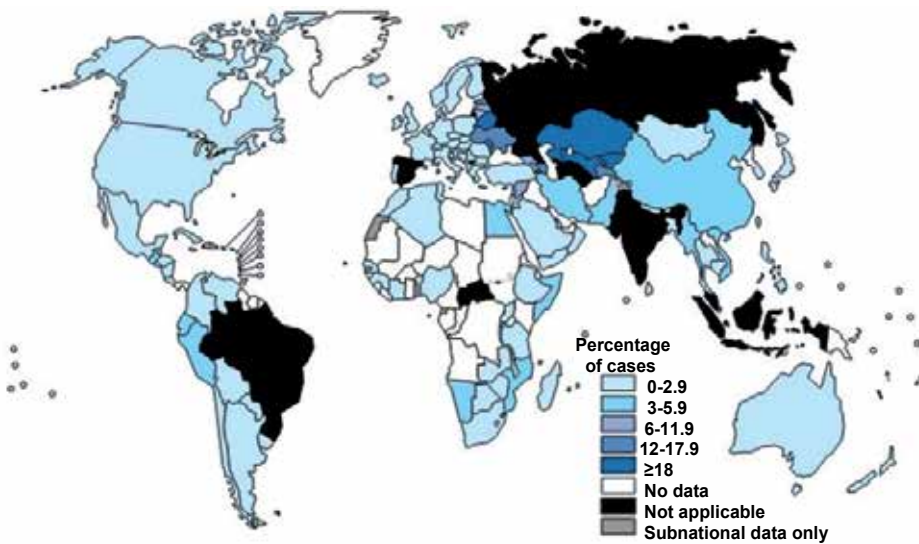 Percentage
of cases
0-2.9
3-5.9
6-11.9
12-17.9
≥18
No data
Not applicable
Subnational data only